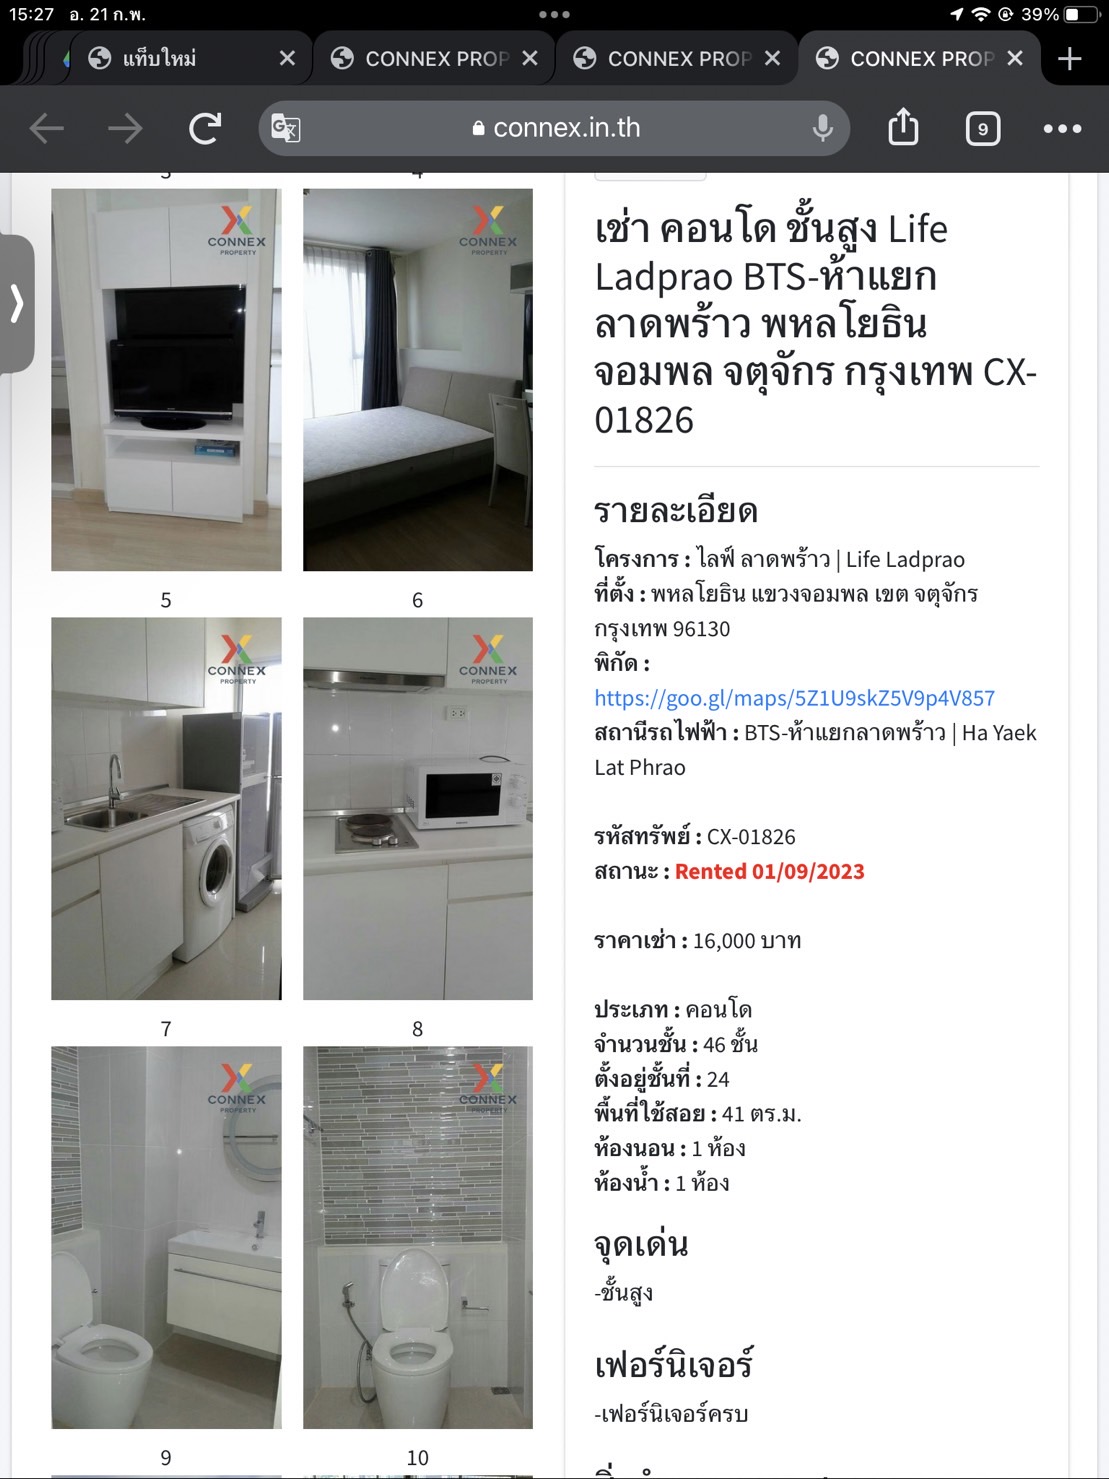 15:27 อ. 21 ก.พ.
39%
แท็บใหม่
CONNEX PROP
CONNEX PROP
CONNEX PROP
connex.in.th
9
3
4
CONNEX
PROPERTY
CONNEX
PROPERTY
5
6
CONNEX
PROPERTY
CONNEX
PROPERTY
7
8
CONNEX
PROPERTY
CONNEX
PROPERTY
9
10
เช่า คอนโด ชั้นสูง Life
Ladprao BTS-ห้าแยก
ลาดพร้าว พหลโยธิน
จอมพล จตุจักร กรุงเทพ CX-
01826
รายละเอียด
โครงการ : ไลฟ์ ลาดพร้าว | Life Ladprao
ที่ตั้ง : พหลโยธิน แขวงจอมพล เขต จตุจักร
กรุงเทพ 96130
พิกัด :
https://goo.gl/maps/5Z1U9skZ5V9p4V857
สถานีรถไฟฟ้า : BTS-ห้าแยกลาดพร้าว | Ha Yaek
Lat Phrao
รหัสทรัพย์ : CX-01826
สถานะ : Rented 01/09/2023
ราคาเช่า : 16,000 บาท
ประเภท : คอนโด
จำนวนชั้น : 46 ชั้น
ตั้งอยู่ชั้นที่ : 24
พื้นที่ใช้สอย : 41 ตร.ม.
ห้องนอน : 1 ห้อง
ห้องน้ำ : 1 ห้อง
จุดเด่น
-ชั้นสูง
เฟอร์นิเจอร์
-เฟอร์นิเจอร์ครบ